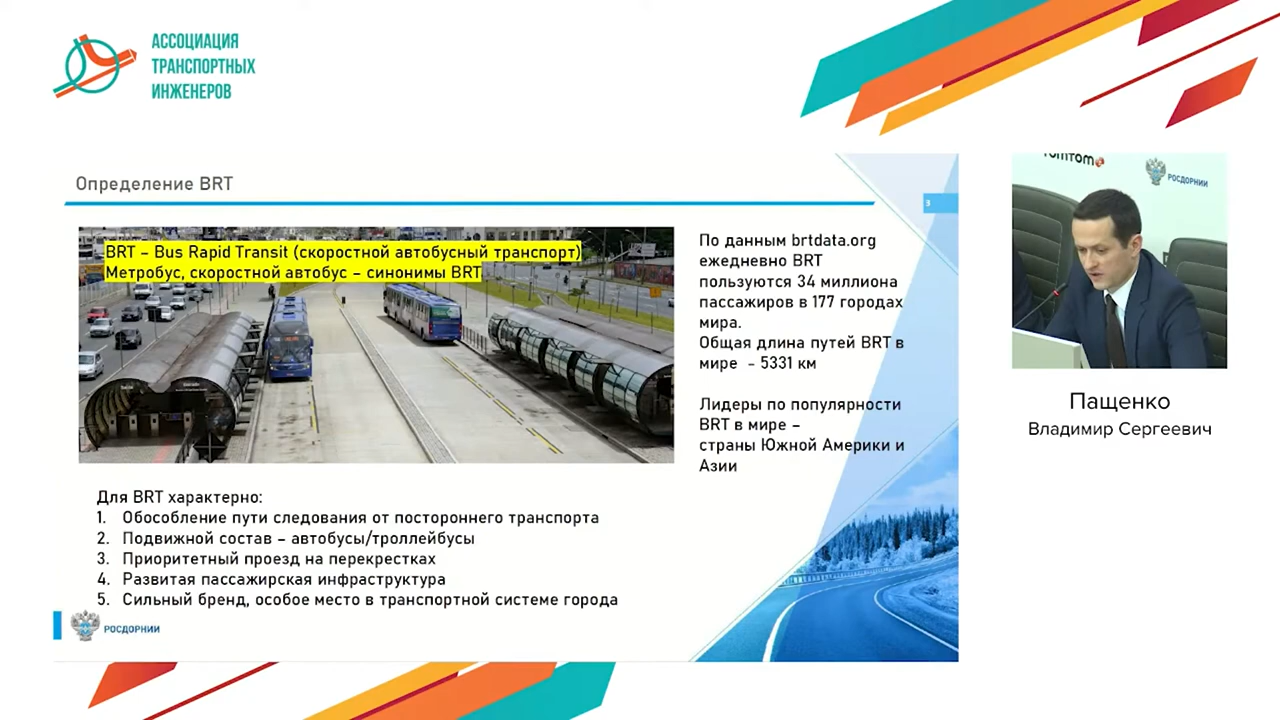 АССОЦИАЦИЯ
ТРАНСПОРТНЫХ
ИНЖЕНЕРОВ
Определение BRT
3
BRT – Bus Rapid Transit (скоростной автобусный транспорт)
Метробус, скоростной автобус – синонимы BRT
По данным brtdata.org
ежедневно BRT
пользуются 34 миллиона
пассажиров в 177 городах
мира.
Общая длина путей BRT в
мире - 5331 км
Лидеры по популярности
BRT в мире –
страны Южной Америки и
Азии
Для BRT характерно:
1. Обособление пути следования от постороннего транспорта
2. Подвижной состав – автобусы/троллейбусы
3. Приоритетный проезд на перекрестках
4. Развитая пассажирская инфраструктура
5. Сильный бренд, особое место в транспортной системе города
РОСДОРНИИ
tomtom
РОСДОРНИИ
Пащенко
Владимир Сергеевич